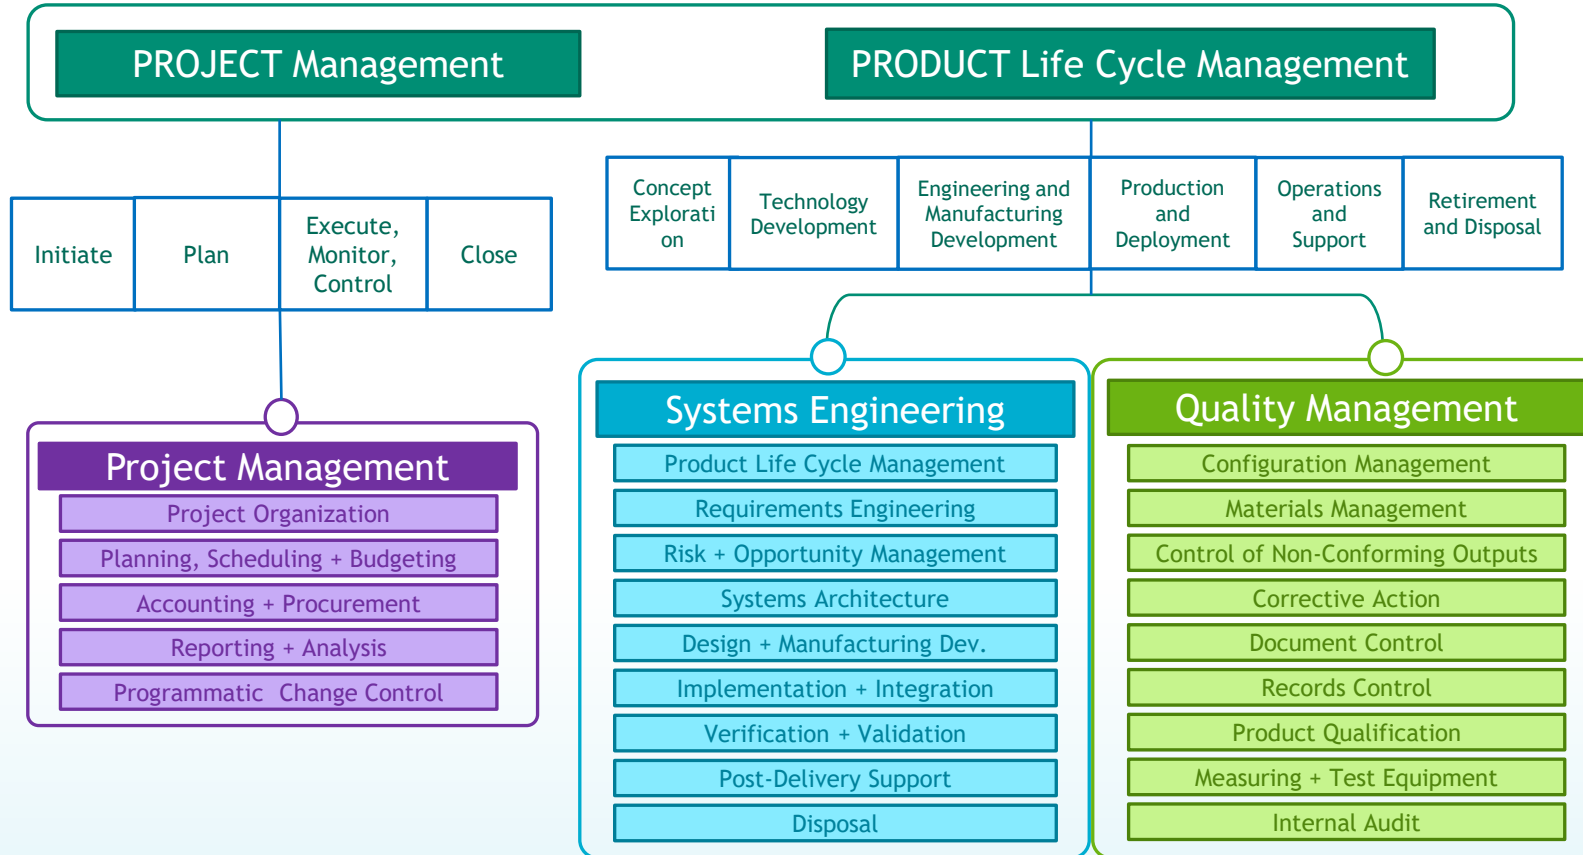 PROJECT Management
PRODUCT Life Cycle Management
Initiate
Plan
Execute,
Monitor,
Control
Close
Concept
Explorati
on
Technology
Development
Engineering and
Manufacturing
Development
Production
and
Deployment
Operations
and
Support
Retirement
and Disposal
Project Management
Project Organization
Planning, Scheduling + Budgeting
Accounting + Procurement
Reporting + Analysis
Programmatic Change Control
Systems Engineering
Product Life Cycle Management
Requirements Engineering
Risk + Opportunity Management
Systems Architecture
Design + Manufacturing Dev.
Implementation + Integration
Verification + Validation
Post-Delivery Support
Disposal
Quality Management
Configuration Management
Materials Management
Control of Non-Conforming Outputs
Corrective Action
Document Control
Records Control
Product Qualification
Measuring + Test Equipment
Internal Audit